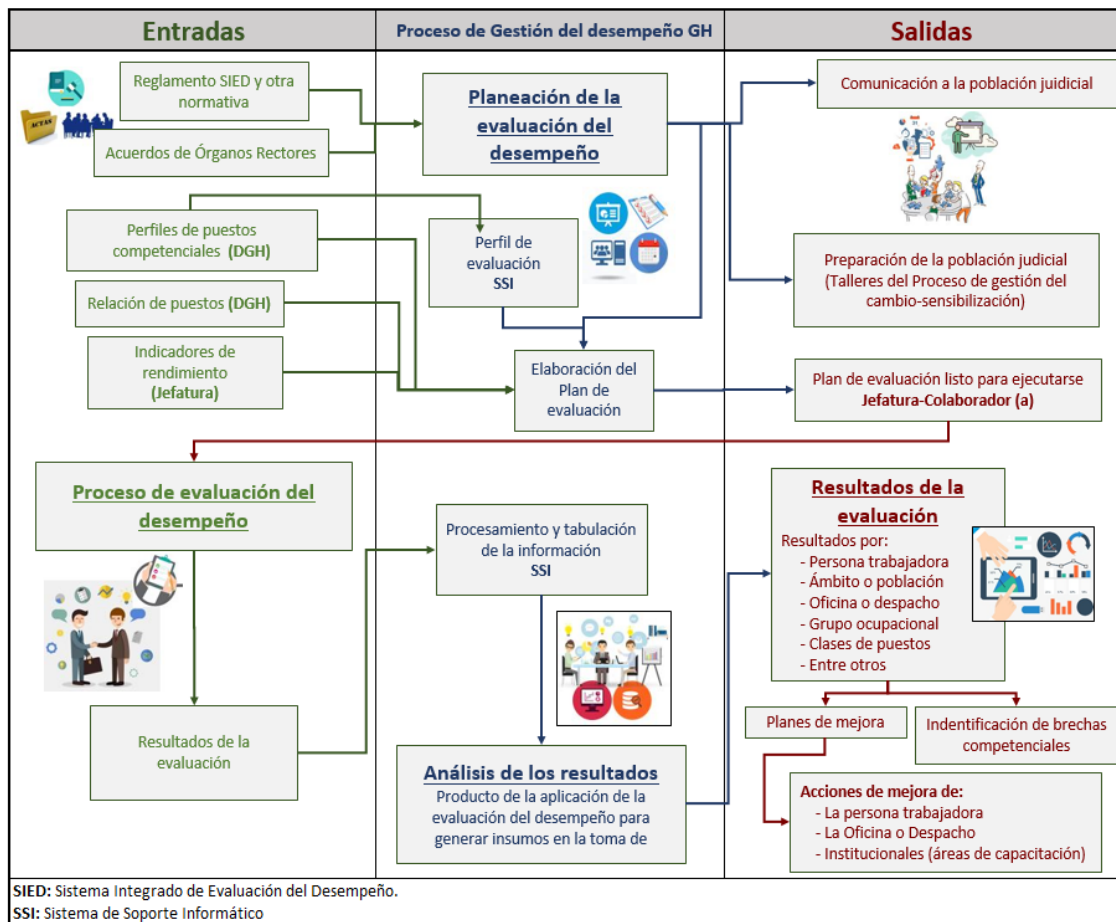 Entradas
Proceso de Gestión del desempeño GH
Salidas
Reglamento SIED y otra
normativa
ACTAS
Acuerdos de Órganos Rectores
Planeación de la
evaluación del
desempeño
Comunicación a la población juidicial
Perfiles de puestos
competenciales (DGH)
Perfil de
evaluación
SSI
Preparación de la población judicial
(Talleres del Proceso de gestión del
cambio-sensibilización)
Relación de puestos (DGH)
Indicadores de
rendimiento
(Jefatura)
Elaboración del
Plan de
evaluación
Plan de evaluación listo para ejecutarse
Jefatura-Colaborador (a)
Proceso de evaluación del
desempeño
Procesamiento y tabulación
de la información
SSI
Resultados de la
evaluación
Resultados por:
- Persona trabajadora
- Ámbito o población
- Oficina o despacho
- Grupo ocupacional
- Clases de puestos
- Entre otros
Resultados de la
evaluación
Planes de mejora
Indentificación de brechas
competenciales
Análisis de los resultados
Producto de la aplicación de la
evaluación del desempeño para
generar insumos en la toma de
Acciones de mejora de:
- La persona trabajadora
- La Oficina o Despacho
- Institucionales (áreas de capacitación)
SIED: Sistema Integrado de Evaluación del Desempeño.
SSI: Sistema de Soporte Informático